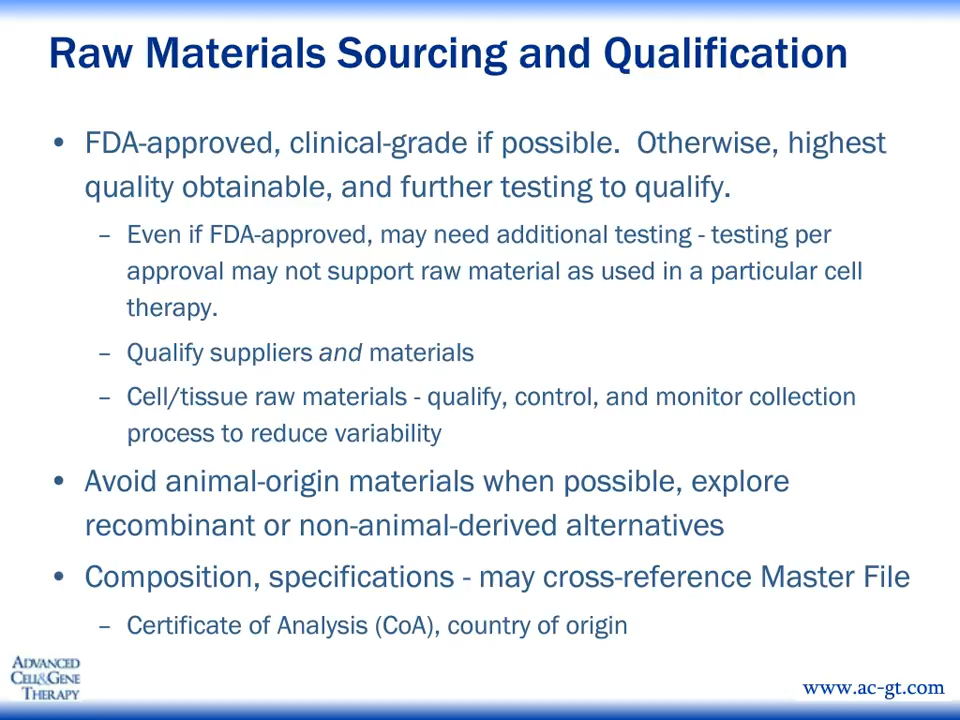 Raw Materials Sourcing and Qualification
• FDA-approved, clinical-grade if possible.  Otherwise, highest
quality obtainable, and further testing to qualify.
– Even if FDA-approved, may need additional testing - testing per
approval may not support raw material as used in a particular cell
therapy.
– Qualify suppliers and materials
– Cell/tissue raw materials - qualify, control, and monitor collection
process to reduce variability
• Avoid animal-origin materials when possible, explore
recombinant or non-animal-derived alternatives
• Composition, specifications - may cross-reference Master File
– Certificate of Analysis (CoA), country of origin
ADVANCED
CELL&GENE
THERAPY
www.ac-gt.com